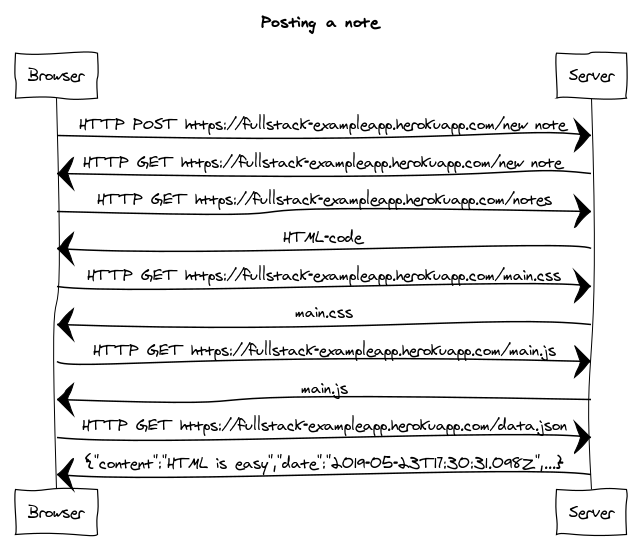 Posting a note
Browser
Server
HTTP POST https://fullstack-exampleapp.herokuapp.com/new note
HTTP GET https://fullstack-exampleapp.herokuapp.com/new note
HTTP GET https://fullstack-exampleapp.herokuapp.com/notes
HTML-code
HTTP GET https://fullstack-exampleapp.herokuapp.com/main.css
main.css
HTTP GET https://fullstack-exampleapp.herokuapp.com/main.js
main.js
HTTP GET https://fullstack-exampleapp.herokuapp.com/data.json
{"content":"HTML is easy","date":"2019-05-23T17:30:31.098Z",...}
Browser
Server